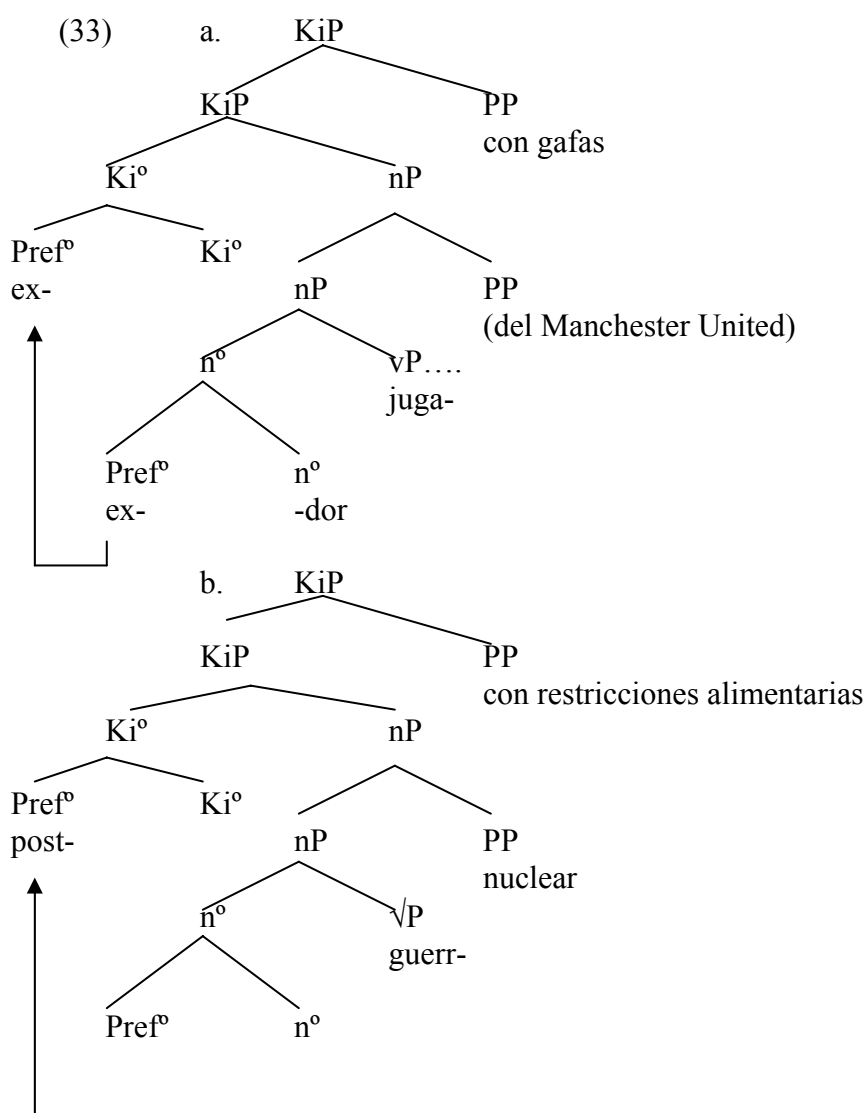 (33) a. KiP
KiP PP
con gafas
Kiº nP
Prefº Kiº
ex- nP PP
(del Manchester United)
nº vP….
juga-
Prefº nº
ex- -dor
b. KiP
KiP PP
con restricciones alimentarias
Kiº nP
Prefº Kiº
post- nP PP
nuclear
nº √P
guerr-
Prefº nº